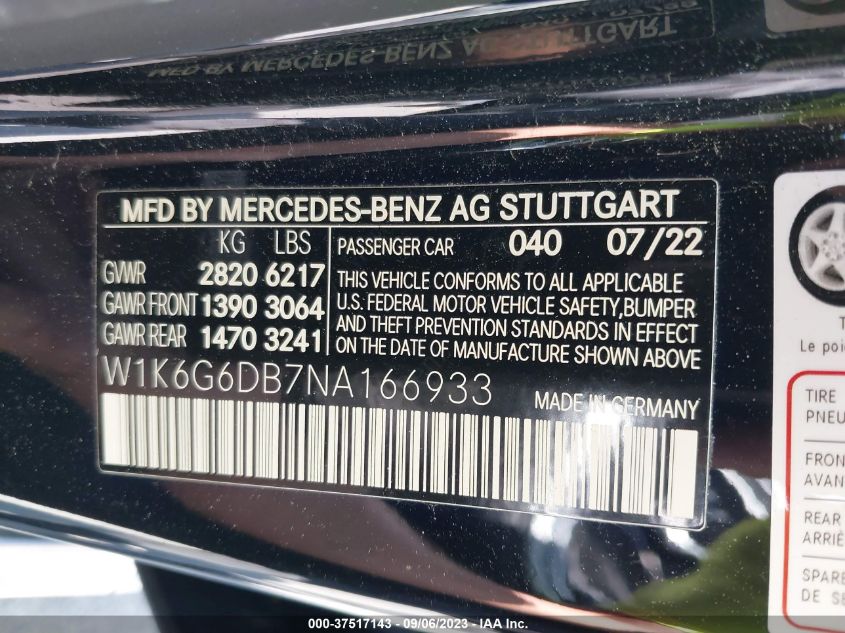 MFD BY MERCEDES-BENZ AG STUTTGART
KG LBS
GVWR 2820 6217
GAWR FRONT 1390 3064
GAWR REAR 1470 3241
PASSENGER CAR 040 07/22
THIS VEHICLE CONFORMS TO ALL APPLICABLE
U.S. FEDERAL MOTOR VEHICLE SAFETY, BUMPER
AND THEFT PREVENTION STANDARDS IN EFFECT
ON THE DATE OF MANUFACTURE SHOWN ABOVE.
W1K6G6DB7NA166933
MADE IN GERMANY
Le poi
TIRE
PNEU
FRON
AVAN
REAR
ARRIÈ
SPARE
DE SE
000-37517143 - 09/06/2023 - © IAA Inc.